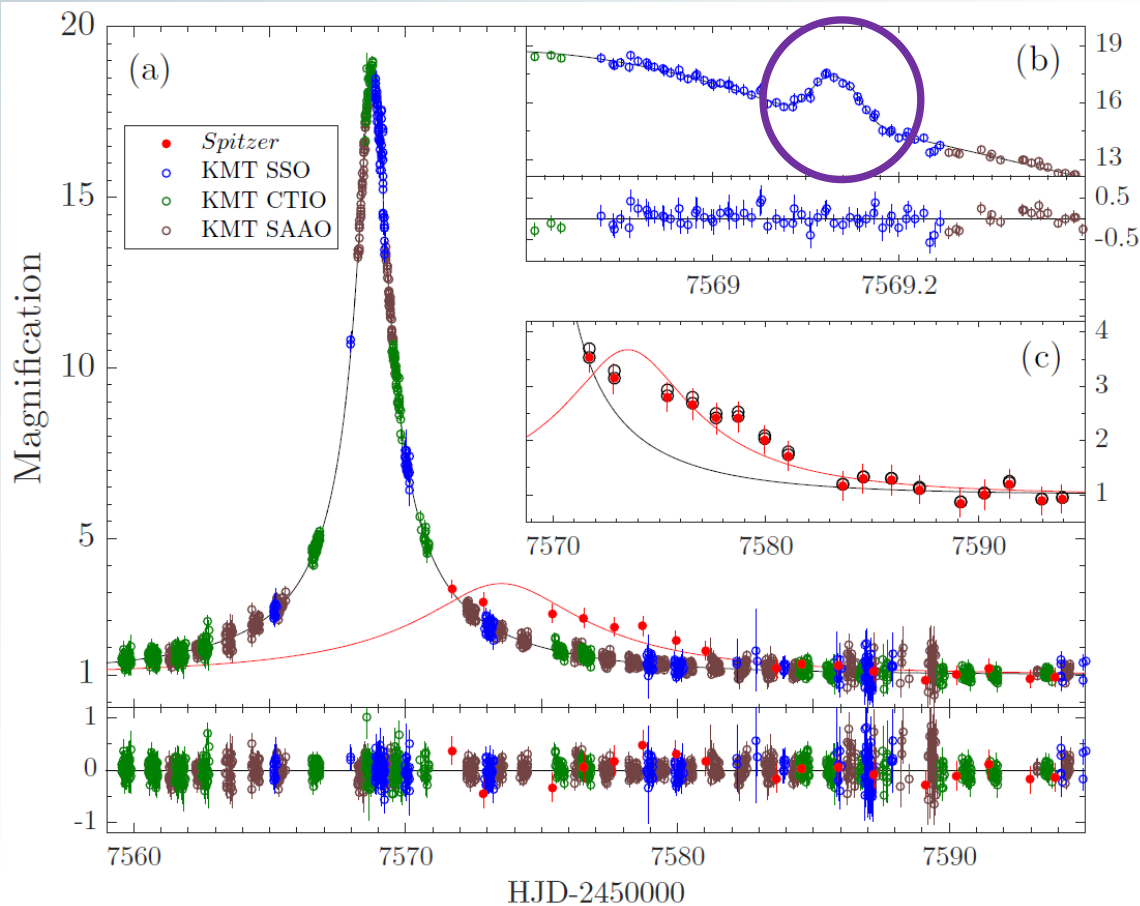 20
(a)
Spitzer
KMT SSO
KMT CTIO
KMT SAAO
15
10
5
1
Magnification
(b)
19
16
13
0.5
-0.5
7569
7569.2
(c)
4
3
2
1
7570
7580
7590
1
0
-1
7560
7570
7580
7590
HJD-2450000